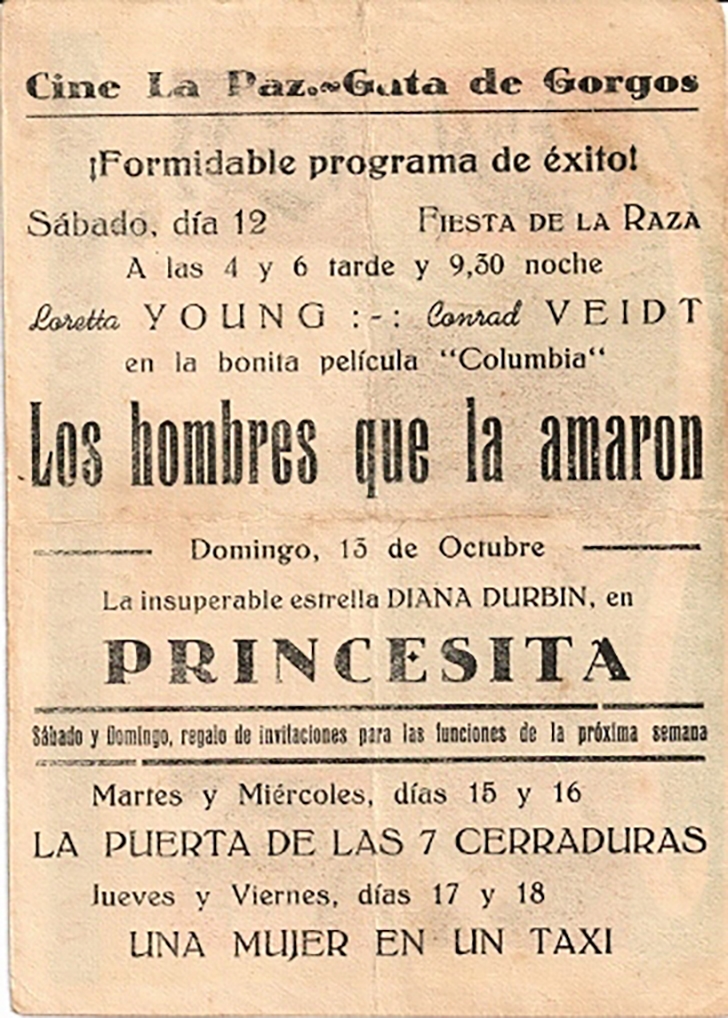 Cine La Paz.~Gata de Gorgos
¡Formidable programa de éxito!
Sábado, día 12 FIESTA DE LA RAZA
A las 4 y 6 tarde y 9,30 noche
Loretta YOUNG :-: Conrad VEIDT
en la bonita película “Columbia“
Los hombres que la amaron
Domingo, 13 de Octubre
La insuperable estrella DIANA DURBIN, en
PRINCESITA
Sábado y Domingo, regalo de invitaciones para las funciones de la próxima semana
Martes y Miércoles, días 15 y 16
LA PUERTA DE LAS 7 CERRADURAS
Jueves y Viernes, días 17 y 18
UNA MUJER EN UN TAXI